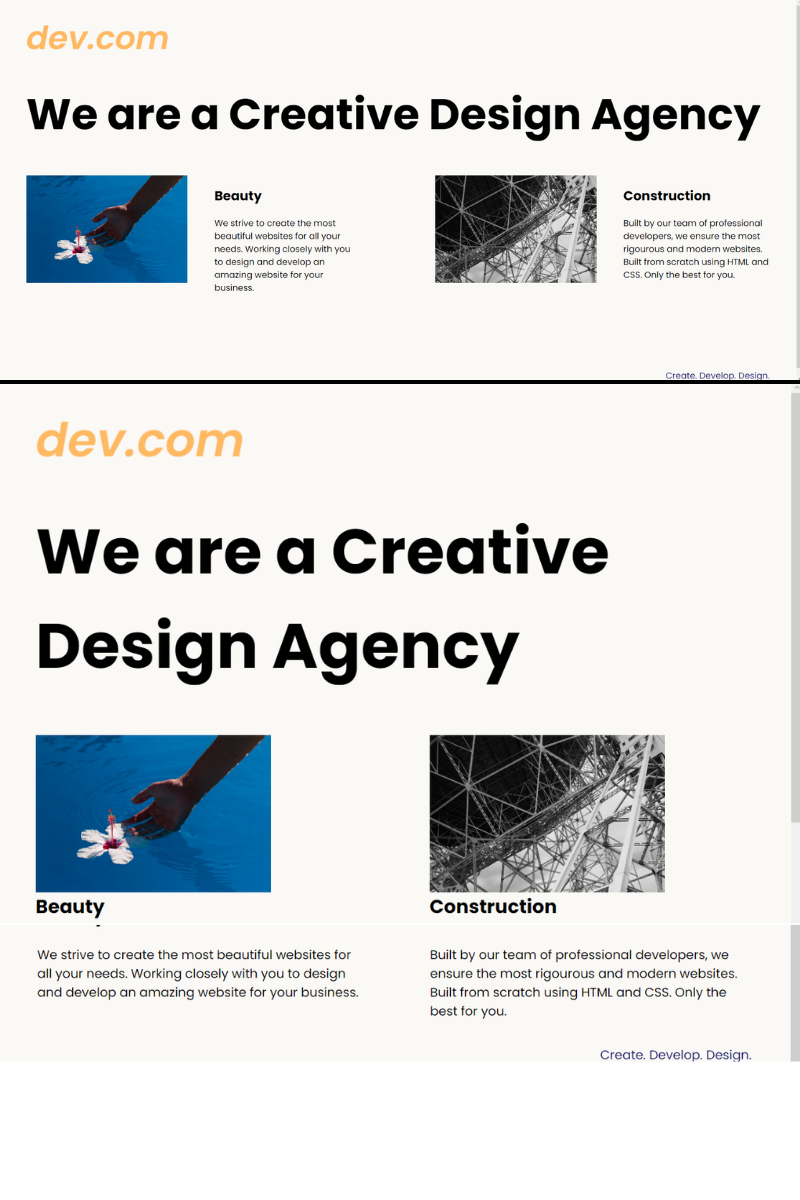 dev.com
We are a Creative Design Agency
Beauty
We strive to create the most
beautiful websites for all your
needs. Working closely with you
to design and develop an
amazing website for your
business.
Construction
Built by our team of professional
developers, we ensure the most
rigourous and modern websites.
Built from scratch using HTML and
CSS. Only the best for you.
Create. Develop. Design.
dev.com
We are a Creative
Design Agency
Beauty
We strive to create the most beautiful websites for
all your needs. Working closely with you to design
and develop an amazing website for your business.
Construction
Built by our team of professional developers, we
ensure the most rigourous and modern websites.
Built from scratch using HTML and CSS. Only the
best for you.
Create. Develop. Design.